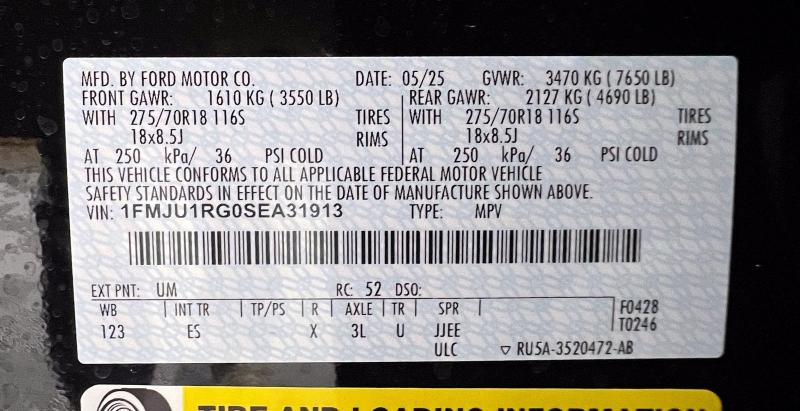 MFD. BY FORD MOTOR CO. DATE: 05/25 GVWR: 3470 KG ( 7650 LB)
FRONT GAWR: 1610 KG ( 3550 LB) REAR GAWR: 2127 KG ( 4690 LB)
WITH 275/70R18 116S TIRES WITH 275/70R18 116S TIRES
18x8.5J RIMS 18x8.5J RIMS
AT 250 kPa/ 36 PSI COLD AT 250 kPa/ 36 PSI COLD
THIS VEHICLE CONFORMS TO ALL APPLICABLE FEDERAL MOTOR VEHICLE
SAFETY STANDARDS IN EFFECT ON THE DATE OF MANUFACTURE SHOWN ABOVE.
VIN: 1FMJU1RG0SEA31913 TYPE: MPV
EXT PNT: UM RC: 52 DSO:
WB INT TR TP/PS R AXLE TR SPR F0428
123 ES X 3L U JJEE T0246
ULC ▽ RU5A-3520472-AB
TIRE AND LOADING INFORMATION